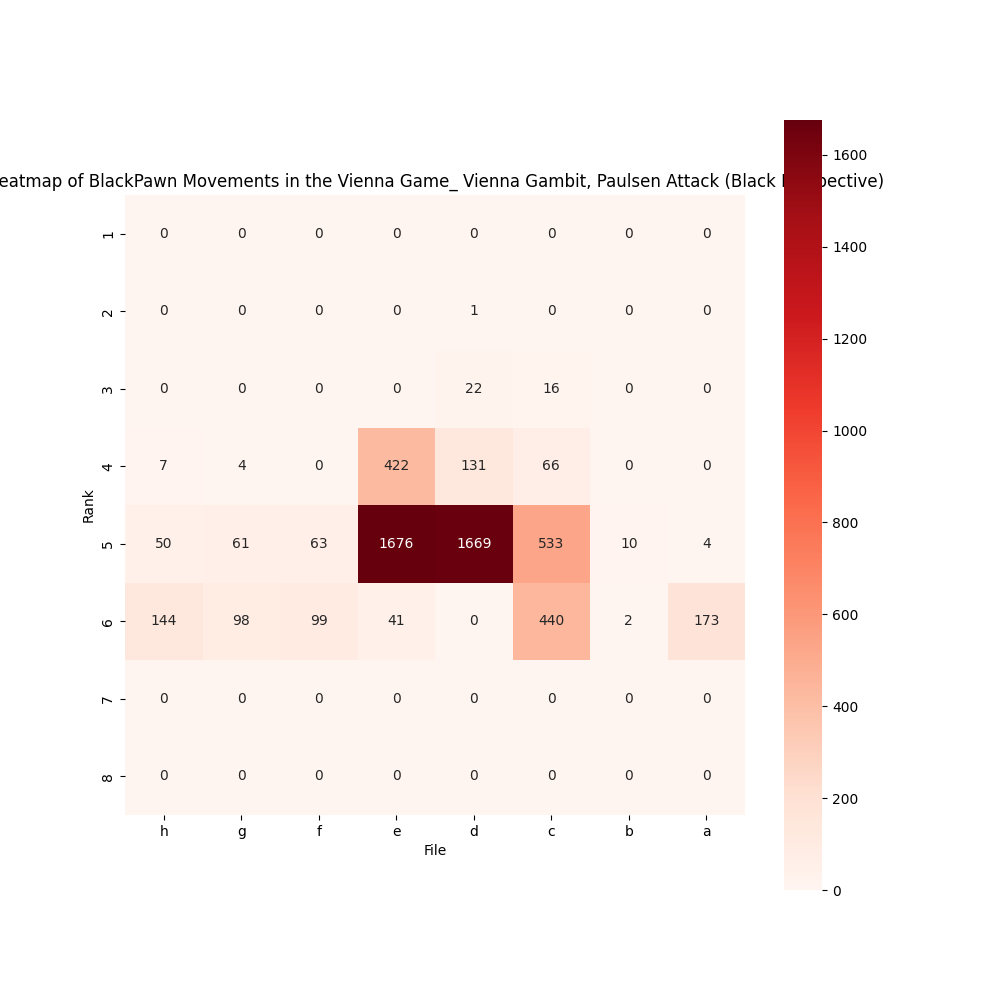 eatmap of BlackPawn Movements in the Vienna Game_ Vienna Gambit, Paulsen Attack (Black pective)
1600
1400
1200
1000
800
600
400
200
0
Rank
1 0 0 0 0 0 0 0 0
2 0 0 0 0 1 0 0 0
3 0 0 0 0 22 16 0 0
4 7 4 0 422 131 66 0 0
5 50 61 63 1676 1669 533 10 4
6 144 98 99 41 0 440 2 173
7 0 0 0 0 0 0 0 0
8 0 0 0 0 0 0 0 0
h g f e d c b a
File